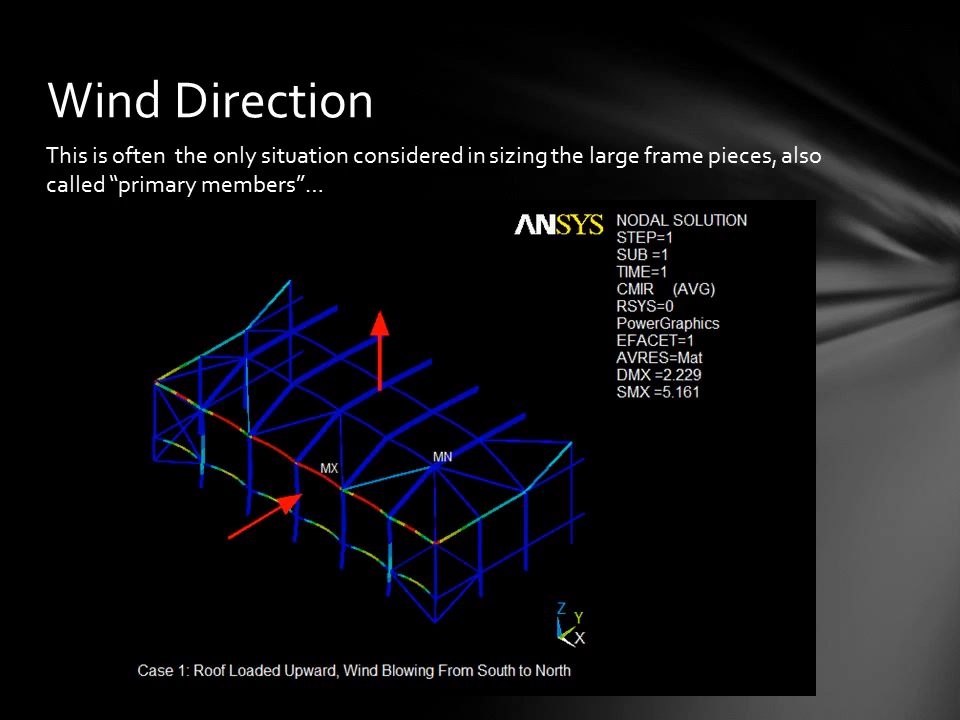 Wind Direction
This is often  the only situation considered in sizing the large frame pieces, also
called “primary members”…
ANSYS
NODAL SOLUTION
STEP=1
SUB =1
TIME=1
CMIR (AVG)
RSYS=0
PowerGraphics
EFACET=1
AVRES=Mat
DMX =2.229
SMX =5.161
MN
MX
Z
Y
X
Case 1: Roof Loaded Upward, Wind Blowing From South to North